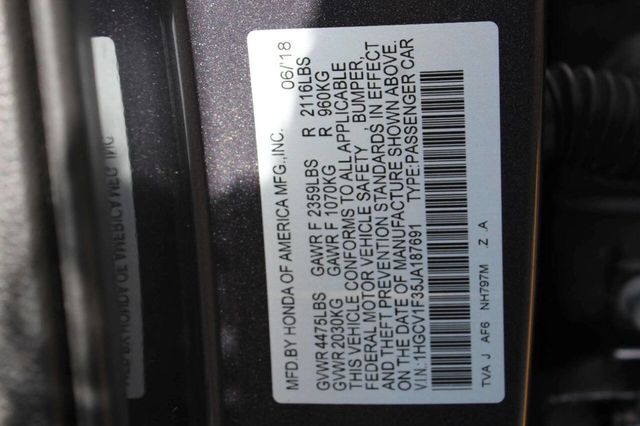 MFD BY HONDA OF AMERICA MFG.,INC. 06/'18
GVWR 4475LBS GAWR F 2359LBS R 2116LBS
GVWR 2030KG GAWR F 1070KG R 960KG
THIS VEHICLE CONFORMS TO ALL APPLICABLE
FEDERAL MOTOR VEHICLE SAFETY , BUMPER,
AND THEFT PREVENTION STANDARDS IN EFFECT
ON THE DATE OF MANUFACTURE SHOWN ABOVE.
V.I.N.: 1HGCV1F35JA187691 TYPE:PASSENGER CAR
TVA J AF6 NH797M Z .A